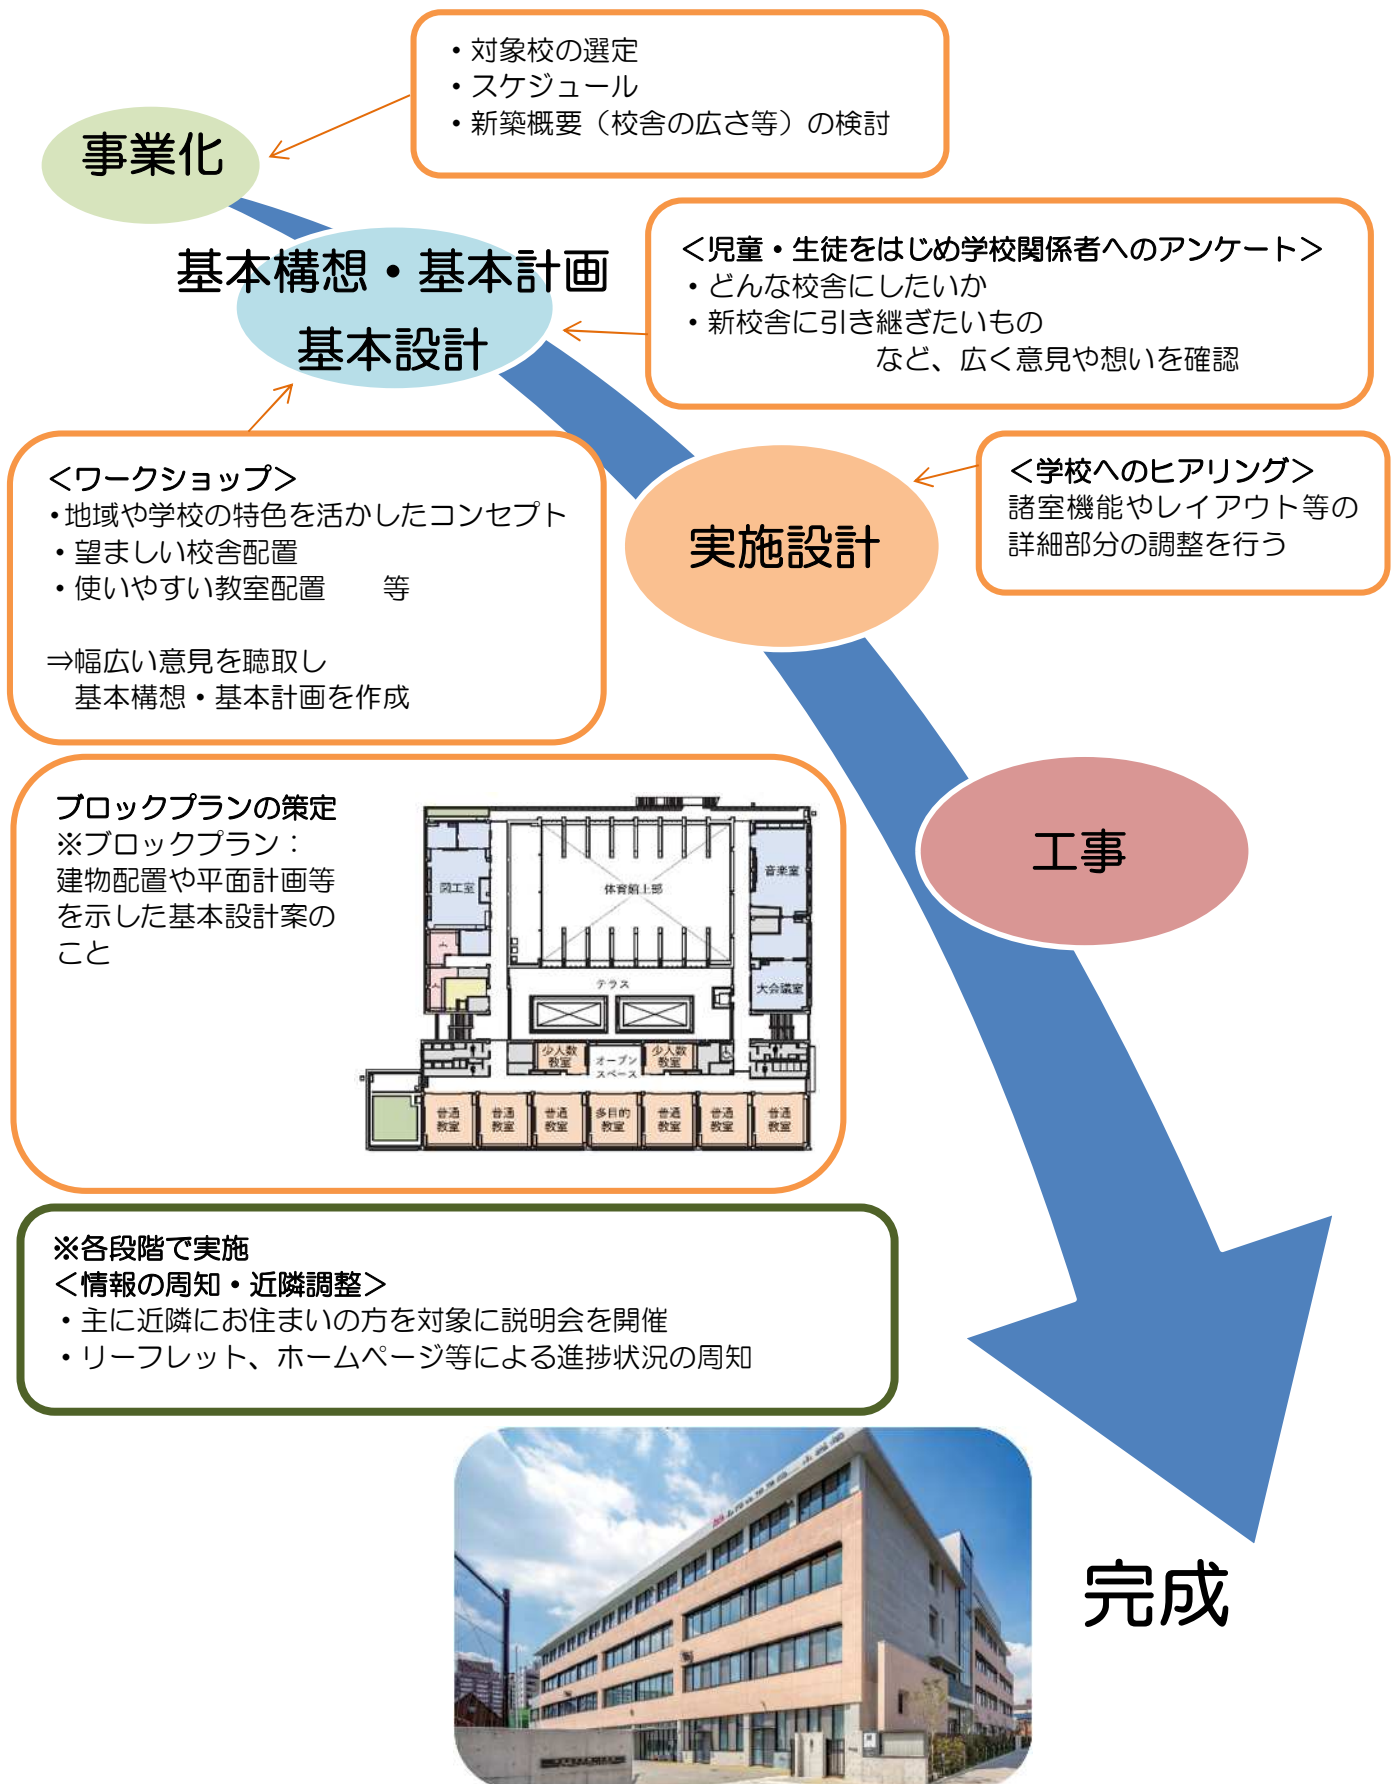 ・対象校の選定
・スケジュール
・新築概要（校舎の広さ等）の検討
事業化
基本構想・基本計画
基本設計
＜児童・生徒をはじめ学校関係者へのアンケート＞
・どんな校舎にしたいか
・新校舎に引き継ぎたいもの
など、広く意見や想いを確認
＜ワークショップ＞
・地域や学校の特色を活かしたコンセプト
・望ましい校舎配置
・使いやすい教室配置　　等
⇒幅広い意見を聴取し
基本構想・基本計画を作成
実施設計
＜学校へのヒアリング＞
諸室機能やレイアウト等の
詳細部分の調整を行う
ブロックプランの策定
※ブロックプラン：
建物配置や平面計画等
を示した基本設計案の
こと
図工室
体育館上部
音楽室
テラス
大会議室
少人数
教室
オープン
スペース
少人数
教室
普通
教室
普通
教室
普通
教室
多目的
教室
普通
教室
普通
教室
普通
教室
工事
※各段階で実施
＜情報の周知・近隣調整＞
・主に近隣にお住まいの方を対象に説明会を開催
・リーフレット、ホームページ等による進捗状況の周知
完成